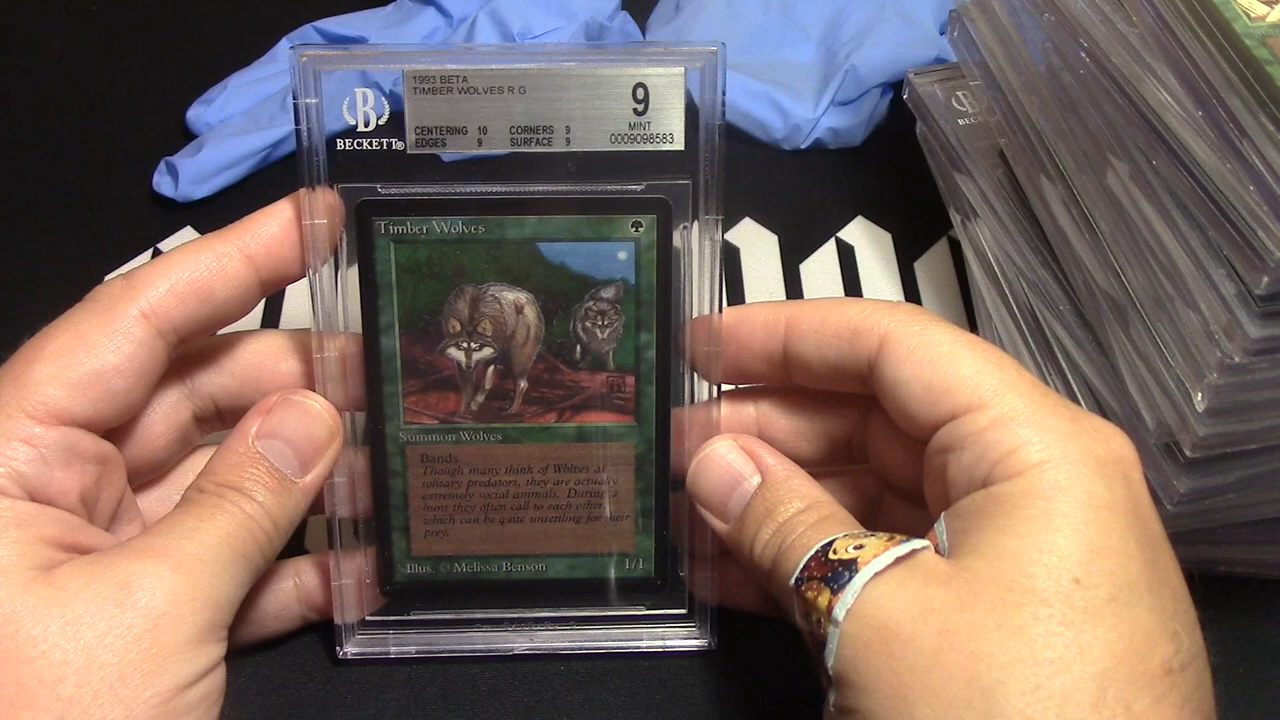 1993 BETA
TIMBER WOLVES R G
9
MINT
CENTERING 10 CORNERS 9
EDGES 9 SURFACE 9
0009098583
B
BECKETT®
Timber Wolves
Summon Wolves
Bands
Though many think of Wolves as
solitary predators, they are actually
extremely social animals. During a
hunt they often call to each other,
which can be quite unsettling for their
prey.
Illus. © Melissa Benson 1/1